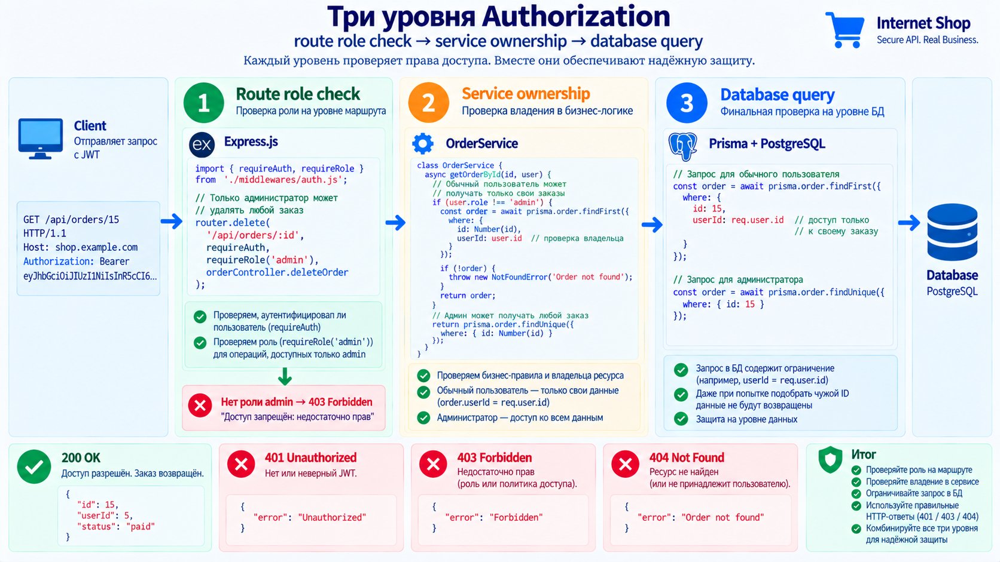 Три уровня Authorization
route role check → service ownership → database query
Каждый уровень проверяет права доступа. Вместе они обеспечивают надёжную защиту.
Internet Shop
Secure API. Real Business.
Client
Отправляет запрос
с JWT
GET /api/orders/15
HTTP/1.1
Host: shop.example.com
Authorization: Bearer
eyJhbGciOiJIUzI1NiIsInR5cCI6...
1
Route role check
Проверка роли на уровне маршрута
ex
Express.js
import { requireAuth, requireRole }
from './middlewares/auth.js';
// Только администратор может
// удалять любой заказ
router.delete(
'/api/orders/:id',
requireAuth,
requireRole('admin'),
orderController.deleteOrder
);
Проверяем, аутентифицировап ли
пользователь (requireAuth)
Проверяем роль (requireRole('admin'))
для операций, доступных только admin
Нет роли admin → 403 Forbidden
"Доступ запрещён: недостаточно прав"
2
Service ownership
Проверка владения в бизнес-логике
OrderService
class OrderService {
async getOrderById(id, user) {
// Обычный пользователь может
// получать только свои заказы
if (user.role !== 'admin') {
const order = await prisma.order.findFirst({
where: {
id: Number(id),
userId: user.id // проверка владельца
}
});
if (!order) {
throw new NotFoundError('Order not found');
}
return order;
}
// Админ может получать любой заказ
return prisma.order.findUnique({
where: { id: Number(id) }
});
}
}
Проверяем бизнес-правила и владельца ресурса
Обычный пользователь — только свои данные
(order.userId = req.user.id)
Администратор — доступ ко всем данным
3
Database query
Финальная проверка на уровне БД
Prisma + PostgreSQL
// Запрос для обычного пользователя
const order = await prisma.order.findFirst({
where: {
id: 15,
userId: req.user.id // доступ только
// к своему заказу
}
});
// Запрос для администратора
const order = await prisma.order.findUnique({
where: { id: 15 }
});
Запрос в БД содержит ограничение
(например, userId = req.user.id)
Даже при попытке подобрать чужой ID
данные не будут возвращены
Защита на уровне данных
Database
PostgreSQL
200 OK
Доступ разрешён. Заказ возвращён.
{
"id": 15,
"userId": 5,
"status": "paid"
}
401 Unauthorized
Нет или неверный JWT.
{
"error": "Unauthorized"
}
403 Forbidden
Недостаточно прав
(роль или политика доступа).
{
"error": "Forbidden"
}
404 Not Found
Ресурс не найден
(или не принадлежит пользователю).
{
"error": "Order not found"
}
Итог
Проверяйте роль на маршруте
Проверяйте владение в сервисе
Ограничивайте запрос в БД
Используйте правильные
HTTP-ответы (401 / 403 / 404)
Комбинируйте все три уровня
для надёжной защиты